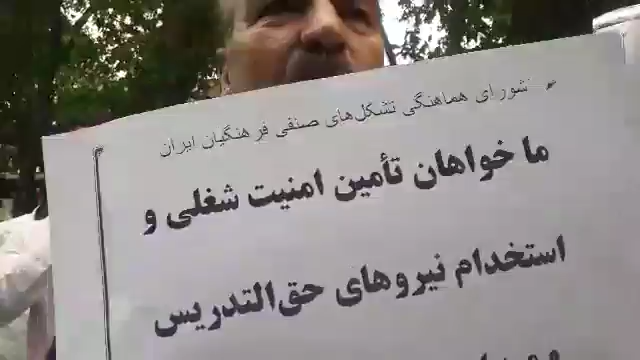 شورای هماهنگی تشکل‌های صنفی فرهنگیان ایران
ما خواهان تأمین امنیت شغلی و
استخدام نیروهای حق‌التدریس